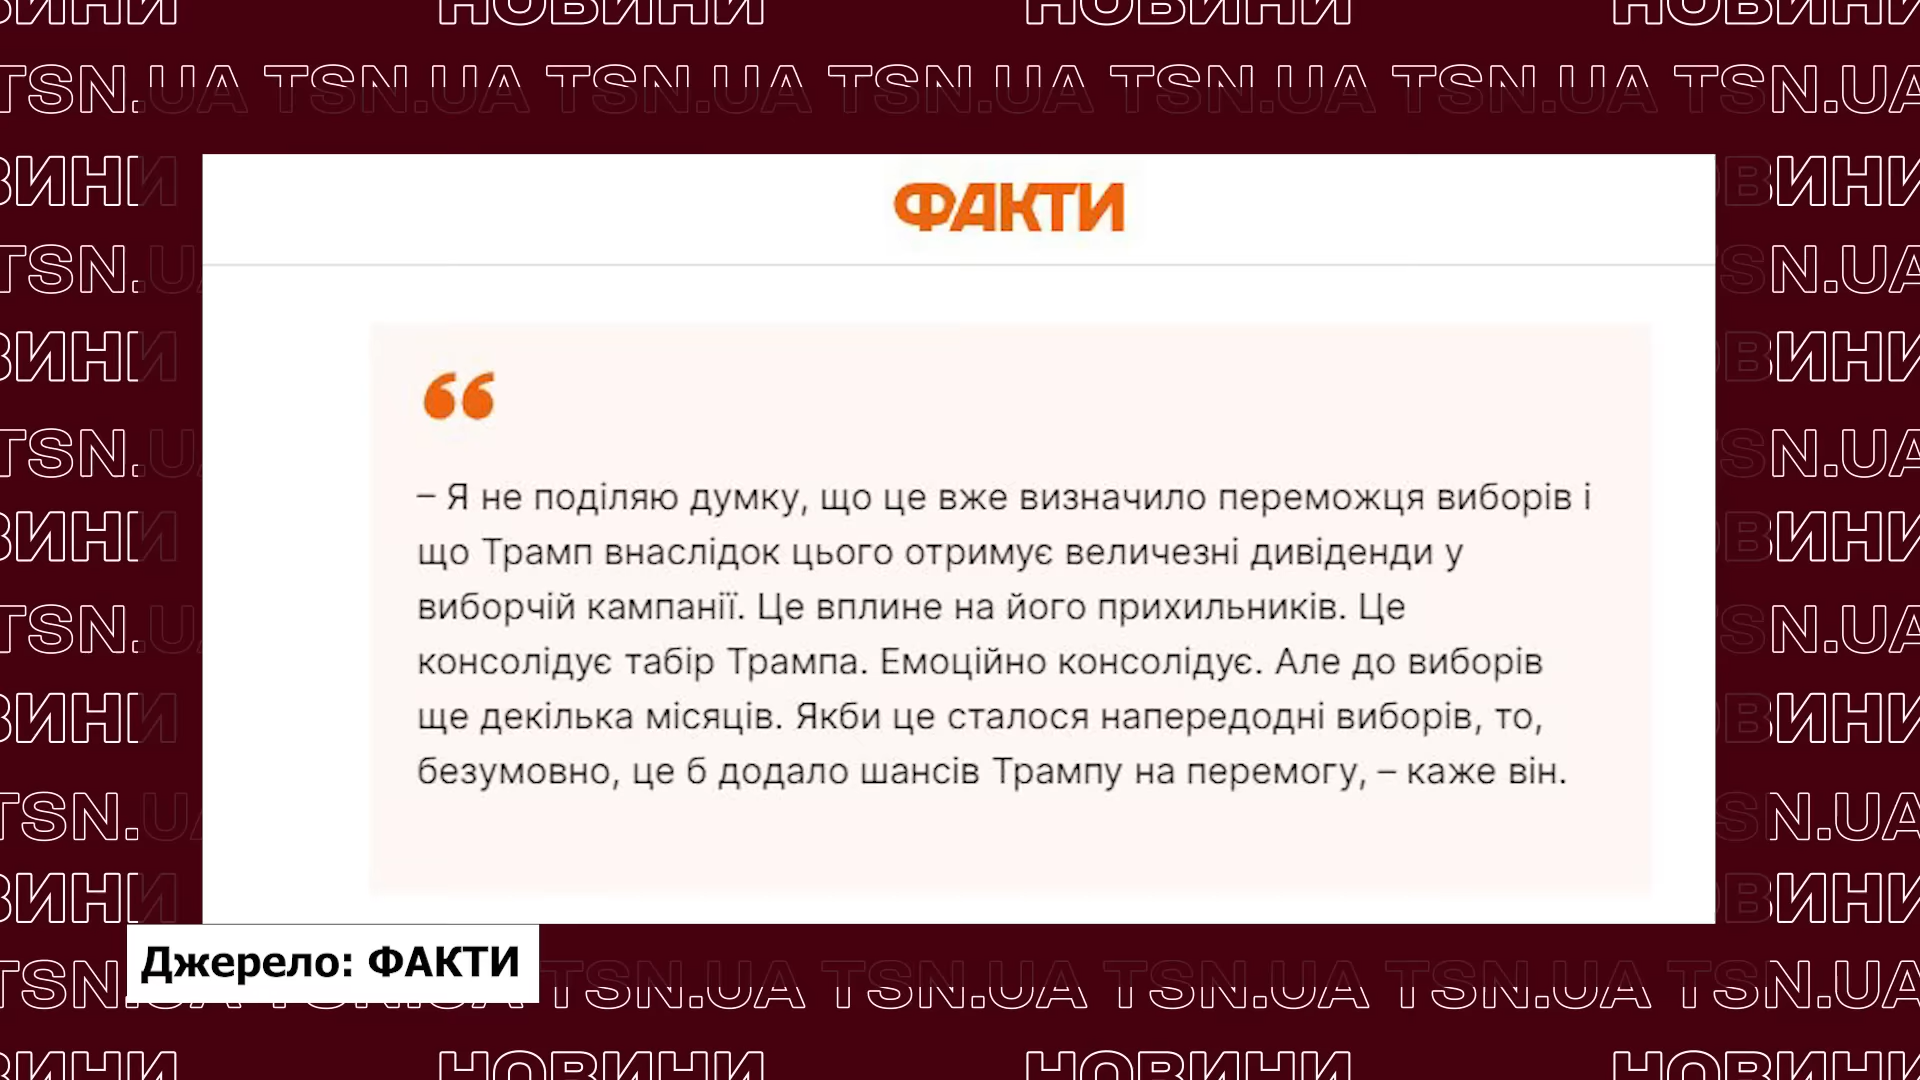 НОВИНИ НОВИНИ НОВИНИ НОВИНИ
TSN.UA TSN.UA TSN.UA TSN.UA TSN.UA TSN.UA TSN.UA
ФАКТИ
“
– Я не поділяю думку, що це вже визначило переможця виборів і
що Трамп внаслідок цього отримує величезні дивіденди у
виборчій кампанії. Це вплине на його прихильників. Це
консолідує табір Трампа. Емоційно консолідує. Але до виборів
ще декілька місяців. Якби це сталося напередодні виборів, то,
безумовно, це б додало шансів Трампу на перемогу, – каже він.
Джерело: ФАКТИ
TSN.UA TSN.UA TSN.UA TSN.UA TSN.UA
НОВИНИ НОВИНИ НОВИНИ